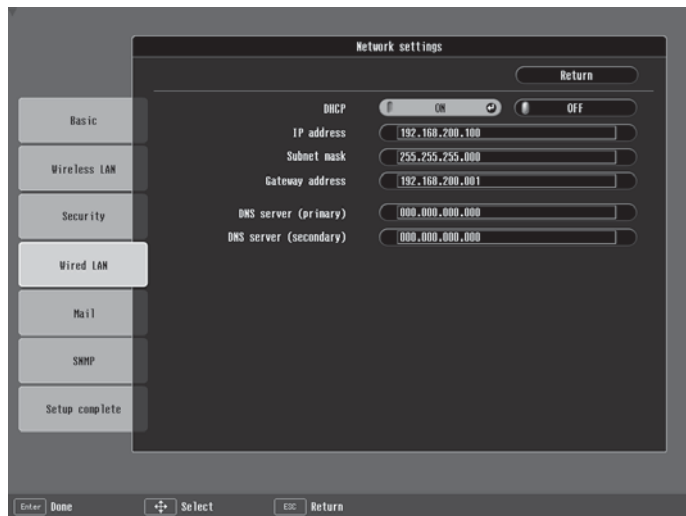 Network settings
Return
DHCP ON OFF
IP address 192.168.200.100
Subnet mask 255.255.255.000
Gateway address 192.168.200.001
DNS server (primary) 000.000.000.000
DNS server (secondary) 000.000.000.000
Basic
Wireless LAN
Security
Wired LAN
Mail
SNMP
Setup complete
Enter Done Select ESC Return